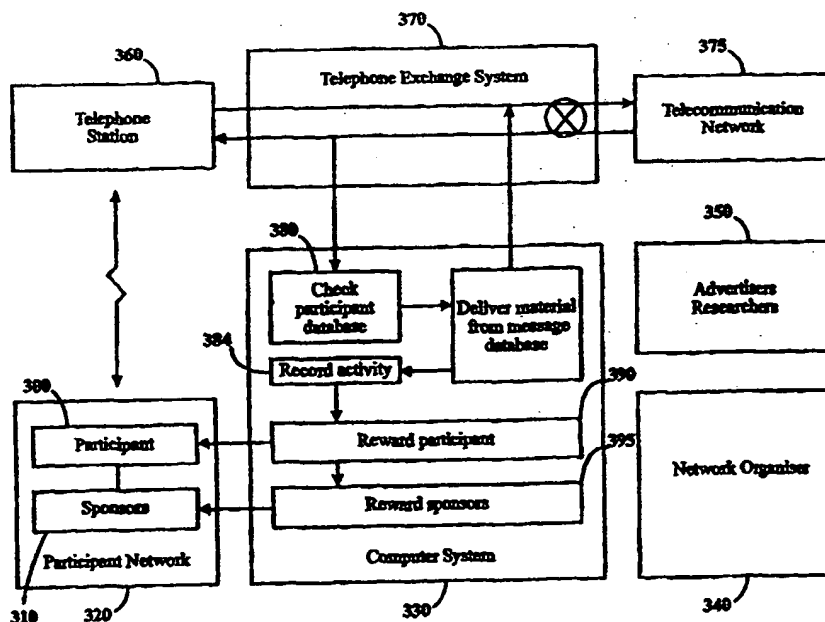 370
360
375
Telephone Exchange System
Telephone
Station
Telecommunication
Network
380
350
Check
participant
database
Deliver material
from message
database
Advertisers
Researchers
384
Record activity
300
390
Participant
Reward participant
395
Network Organiser
Sponsors
Reward sponsors
Participant Network
Computer System
310
320
330
340